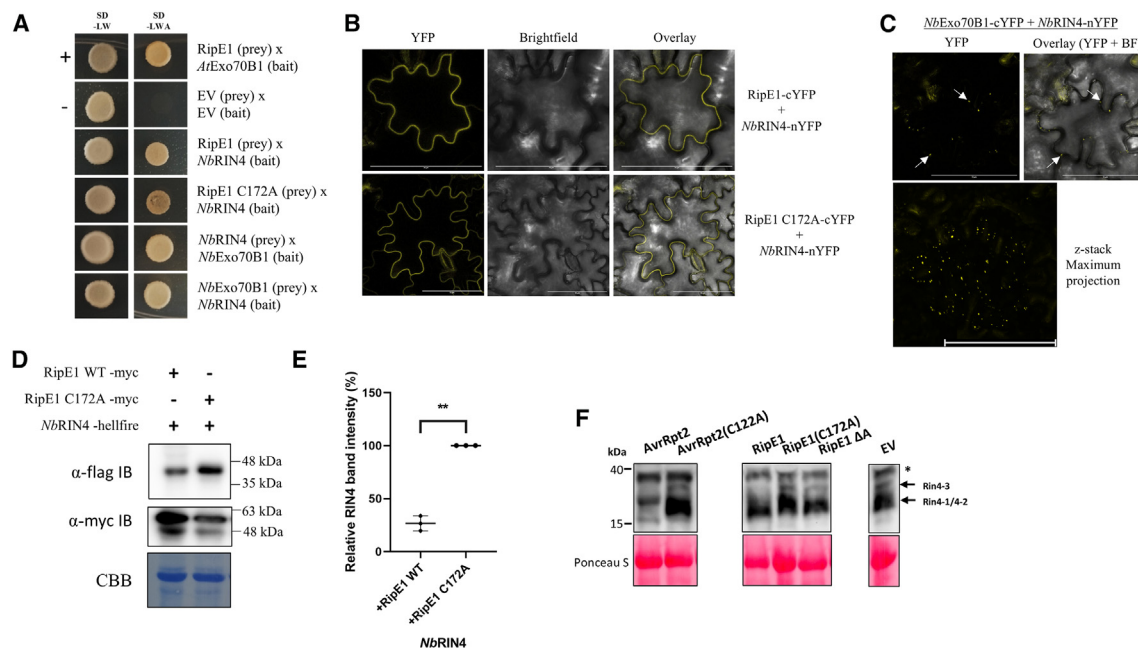 A
SD
-LW
SD
-LWA
+
RipE1 (prey) x
AtExo70B1 (bait)
-
EV (prey) x
EV (bait)
RipE1 (prey) x
NbRIN4 (bait)
RipE1 C172A (prey) x
NbRIN4 (bait)
NbRIN4 (prey) x
NbExo70B1 (bait)
NbExo70B1 (prey) x
NbRIN4 (bait)
B
YFP
Brightfield
Overlay
RipE1-cYFP
+
NbRIN4-nYFP
RipE1 C172A-cYFP
+
NbRIN4-nYFP
C
NbExo70B1-cYFP + NbRIN4-nYFP
YFP
Overlay (YFP + BF
z-stack
Maximum
projection
D
RipE1 WT -myc
+
-
RipE1 C172A-myc
-
+
NbRIN4 -hellfire
+
+
α-flag IB
48 kDa
35 kDa
α-myc IB
63 kDa
48 kDa
CBB
E
Relative RIN4 band intensity (%)
150
100
50
0
**
+RipE1 WT
+RipE1 C172A
NbRIN4
F
kDa
AvrRpt2
AvrRpt2(C122A)
RipE1
RipE1(C172A)
RipE1 ΔA
EV
40
15
*
Rin4-3
Rin4-1/4-2
Ponceau S